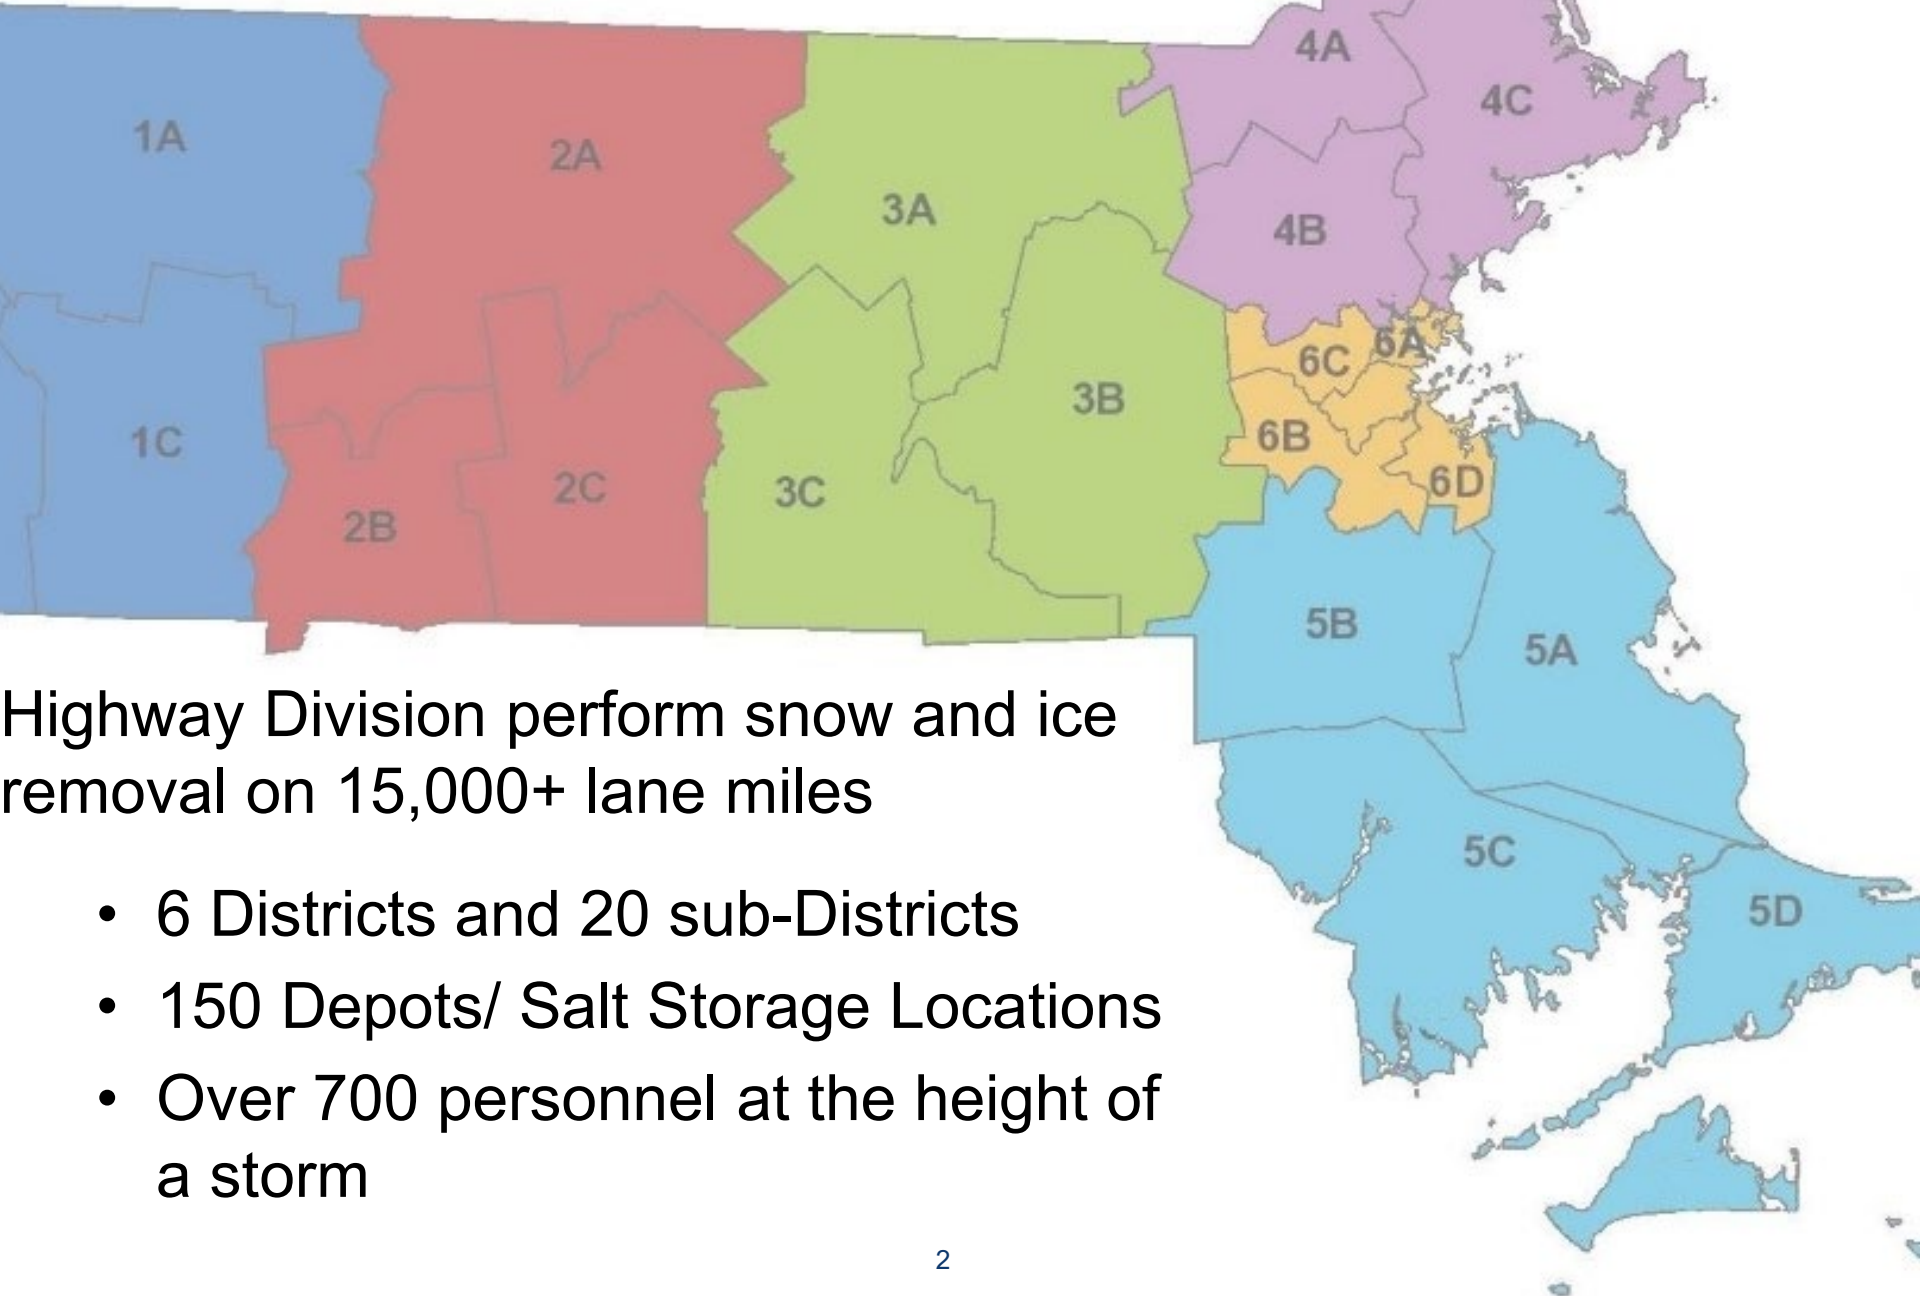 4A
4C
1A
2A
3A
4B
6A
6C
3B
6B
1C
6D
2C
3C
2B
5B
5A
Highway Division perform snow and ice
removal on 15,000+ lane miles
5C
• 6 Districts and 20 sub-Districts
5D
• 150 Depots/ Salt Storage Locations
• Over 700 personnel at the height of
a storm
2